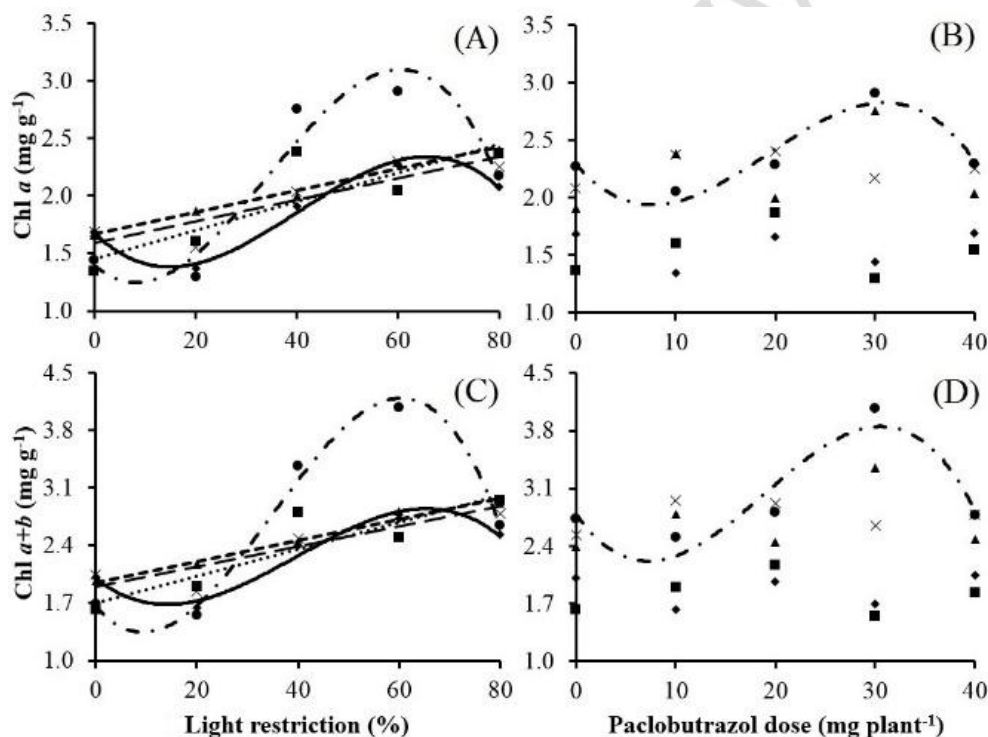 (A)
Chl a (mg g⁻¹)
3.5
3.0
2.5
2.0
1.5
1.0
0 20 40 60 80
(B)
3.5
3.0
2.5
2.0
1.5
1.0
0 10 20 30 40
(C)
Chl a+b (mg g⁻¹)
4.5
3.8
3.1
2.4
1.7
1.0
0 20 40 60 80
Light restriction (%)
(D)
4.5
3.8
3.1
2.4
1.7
1.0
0 10 20 30 40
Paclobutrazol dose (mg plant⁻¹)